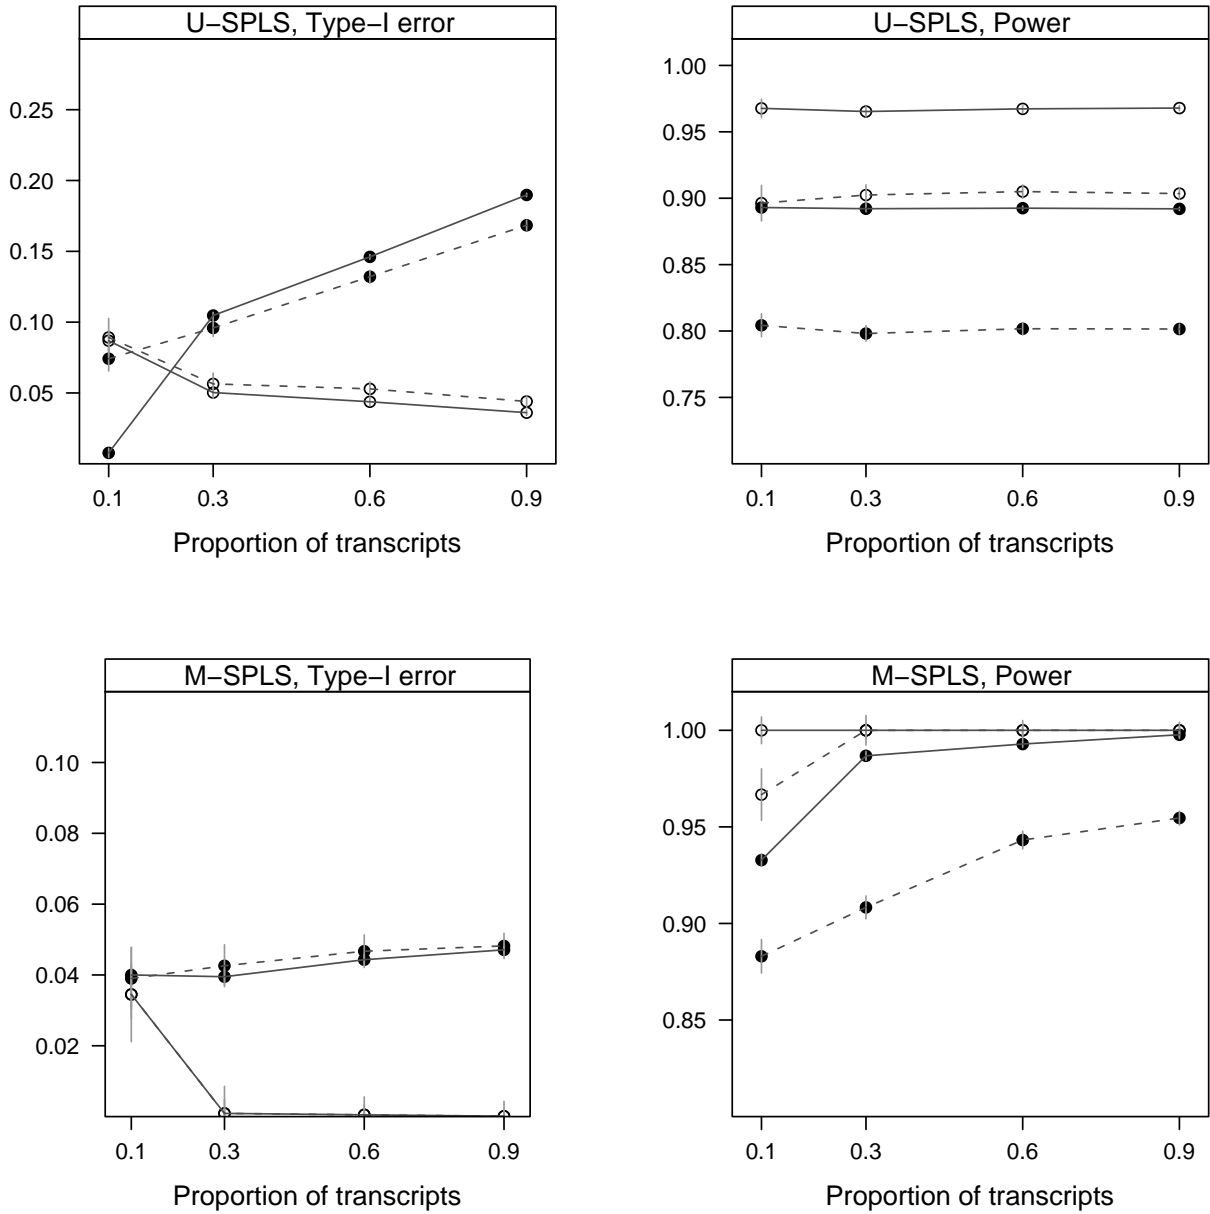 U−SPLS, Type−I error
0.25
0.20
0.15
0.10
0.05
0.1 0.3 0.6 0.9
Proportion of transcripts
U−SPLS, Power
1.00
0.95
0.90
0.85
0.80
0.75
0.1 0.3 0.6 0.9
Proportion of transcripts
M−SPLS, Type−I error
0.10
0.08
0.06
0.04
0.02
0.1 0.3 0.6 0.9
Proportion of transcripts
M−SPLS, Power
1.00
0.95
0.90
0.85
0.1 0.3 0.6 0.9
Proportion of transcripts